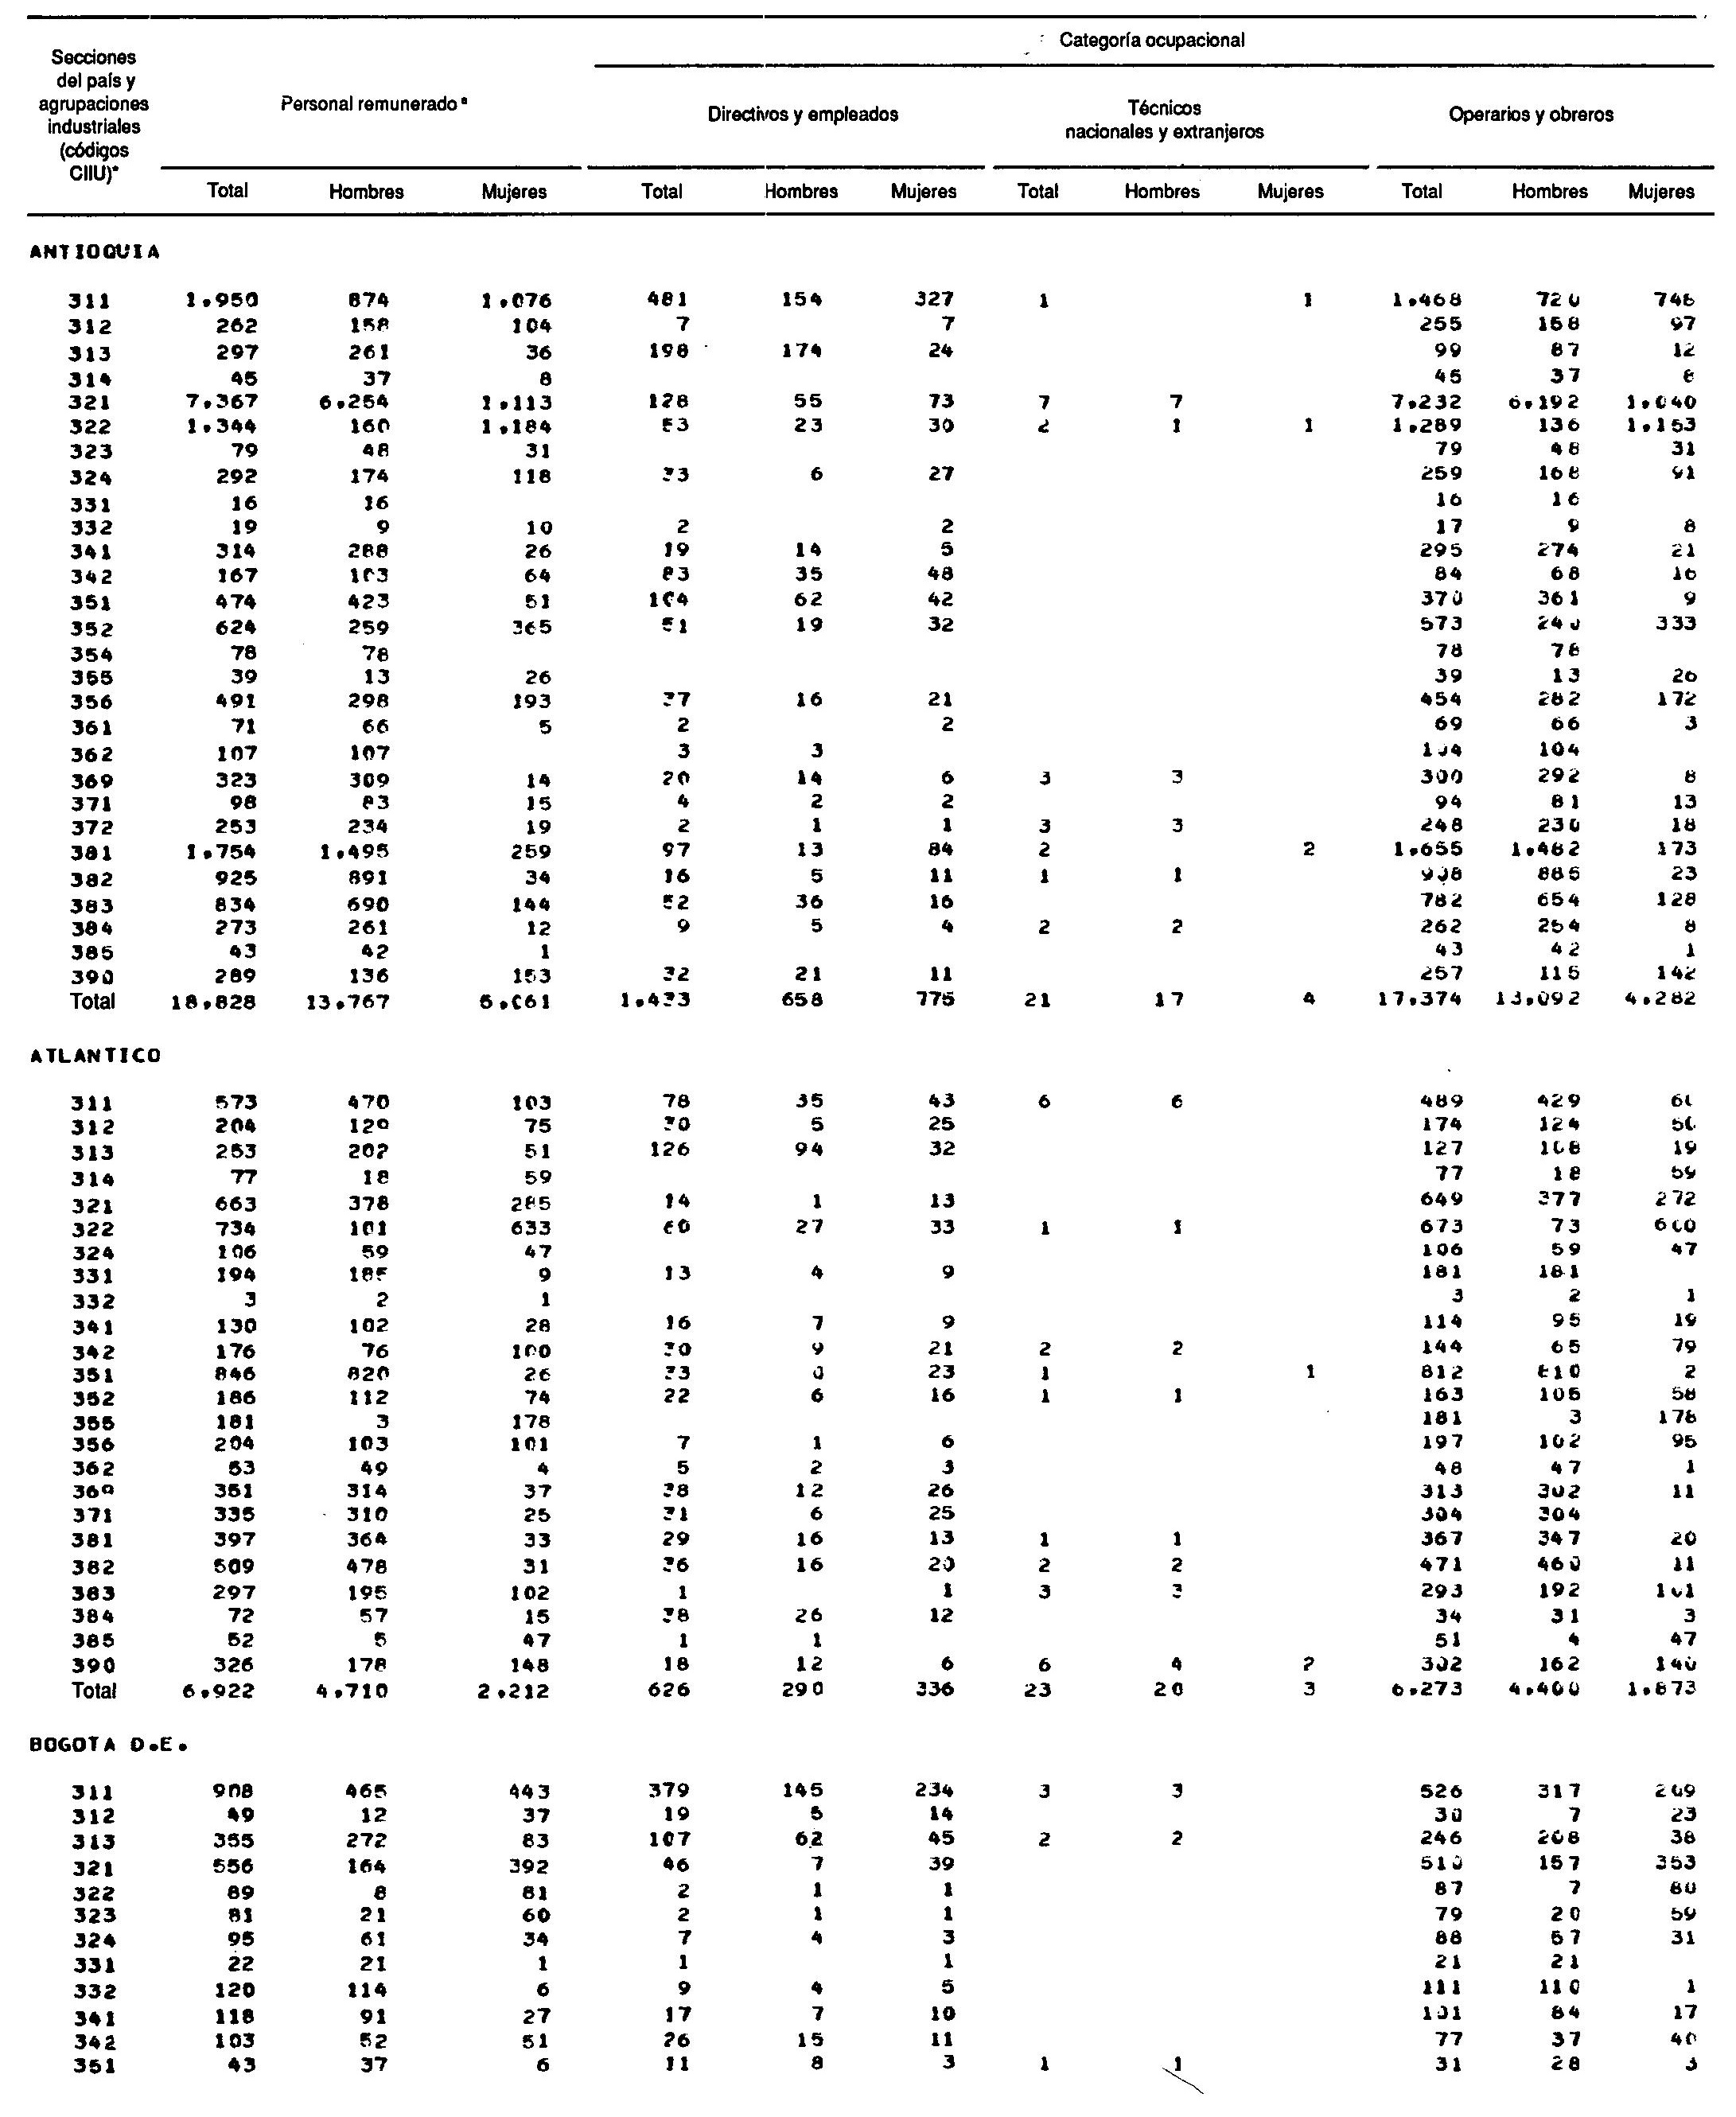 Secciones del país y agrupaciones industriales (códigos CIIU)* Personal remunerado ª Categoría ocupacional
Directivos y empleados Técnicos nacionales y extranjeros Operarios y obreros
Total Hombres Mujeres Total Hombres Mujeres Total Hombres Mujeres Total Hombres Mujeres
ANTIOQUIA
311 1.950 874 1.076 481 154 327 1 1 1.468 720 748
312 262 158 104 7 7 255 158 97
313 297 261 36 198 174 24 99 87 12
314 45 37 8 45 37 8
321 7.367 6.254 1.113 128 55 73 7 7 7.232 6.192 1.040
322 1.344 160 1.184 53 23 30 2 1 1 1.289 136 1.153
323 79 48 31 79 48 31
324 292 174 118 33 6 27 259 168 91
331 16 16 16 16
332 19 9 10 2 2 17 9 8
341 314 288 26 19 14 5 295 274 21
342 167 103 64 83 35 48 84 68 16
351 474 423 51 104 62 42 370 361 9
352 624 259 365 51 19 32 573 240 333
354 78 78 78 78
355 39 13 26 39 13 26
356 491 298 193 37 16 21 454 282 172
361 71 66 5 2 2 69 66 3
362 107 107 3 3 104 104
369 323 309 14 20 14 6 3 3 300 292 8
371 98 83 15 4 2 2 94 81 13
372 253 234 19 2 1 1 3 3 248 230 18
381 1.754 1.495 259 97 13 84 2 2 1.655 1.482 173
382 925 891 34 16 5 11 1 1 908 885 23
383 834 690 144 52 36 16 782 654 128
384 273 261 12 9 5 4 2 2 262 254 8
385 43 42 1 43 42 1
390 289 136 153 32 21 11 257 115 142
Total 18.828 13.767 5.061 1.433 658 775 21 17 4 17.374 13.092 4.282
ATLANTICO
311 573 470 103 78 35 43 6 6 489 429 60
312 204 129 75 30 5 25 174 124 50
313 253 202 51 126 94 32 127 108 19
314 77 18 59 77 18 59
321 663 378 285 14 1 13 649 377 272
322 734 101 633 60 27 33 1 1 673 73 600
324 106 59 47 106 59 47
331 194 185 9 13 4 9 181 181
332 3 2 1 3 2 1
341 130 102 28 16 7 9 114 95 19
342 176 76 100 30 9 21 2 2 144 65 79
351 846 820 26 33 23 1 1 812 810 2
352 186 112 74 22 6 16 1 1 163 105 58
355 181 3 178 181 3 178
356 204 103 101 7 1 6 197 102 95
362 53 49 4 5 2 3 48 47 1
369 351 314 37 38 12 26 313 302 11
371 335 310 25 31 6 25 304 304
381 397 364 33 29 16 13 1 1 367 347 20
382 509 478 31 36 16 20 2 2 471 460 11
383 297 195 102 1 1 3 3 293 192 101
384 72 57 15 38 26 12 34 31 3
385 52 5 47 1 1 51 4 47
390 326 178 148 18 12 6 6 4 2 302 162 140
Total 6.922 4.710 2.212 626 290 336 23 20 3 6.273 4.400 1.873
BOGOTA D.E.
311 908 465 443 379 145 234 3 3 526 317 209
312 49 12 37 19 5 14 30 7 23
313 355 272 83 107 62 45 2 2 246 208 38
321 556 164 392 46 7 39 510 157 353
322 89 8 81 2 1 1 87 7 80
323 81 21 60 2 1 1 79 20 59
324 95 61 34 7 4 3 88 57 31
331 22 21 1 1 1 21 21
332 120 114 6 9 4 5 111 110 1
341 118 91 27 17 7 10 101 84 17
342 103 52 51 26 15 11 77 37 40
351 43 37 6 11 8 3 1 1 31 28 3